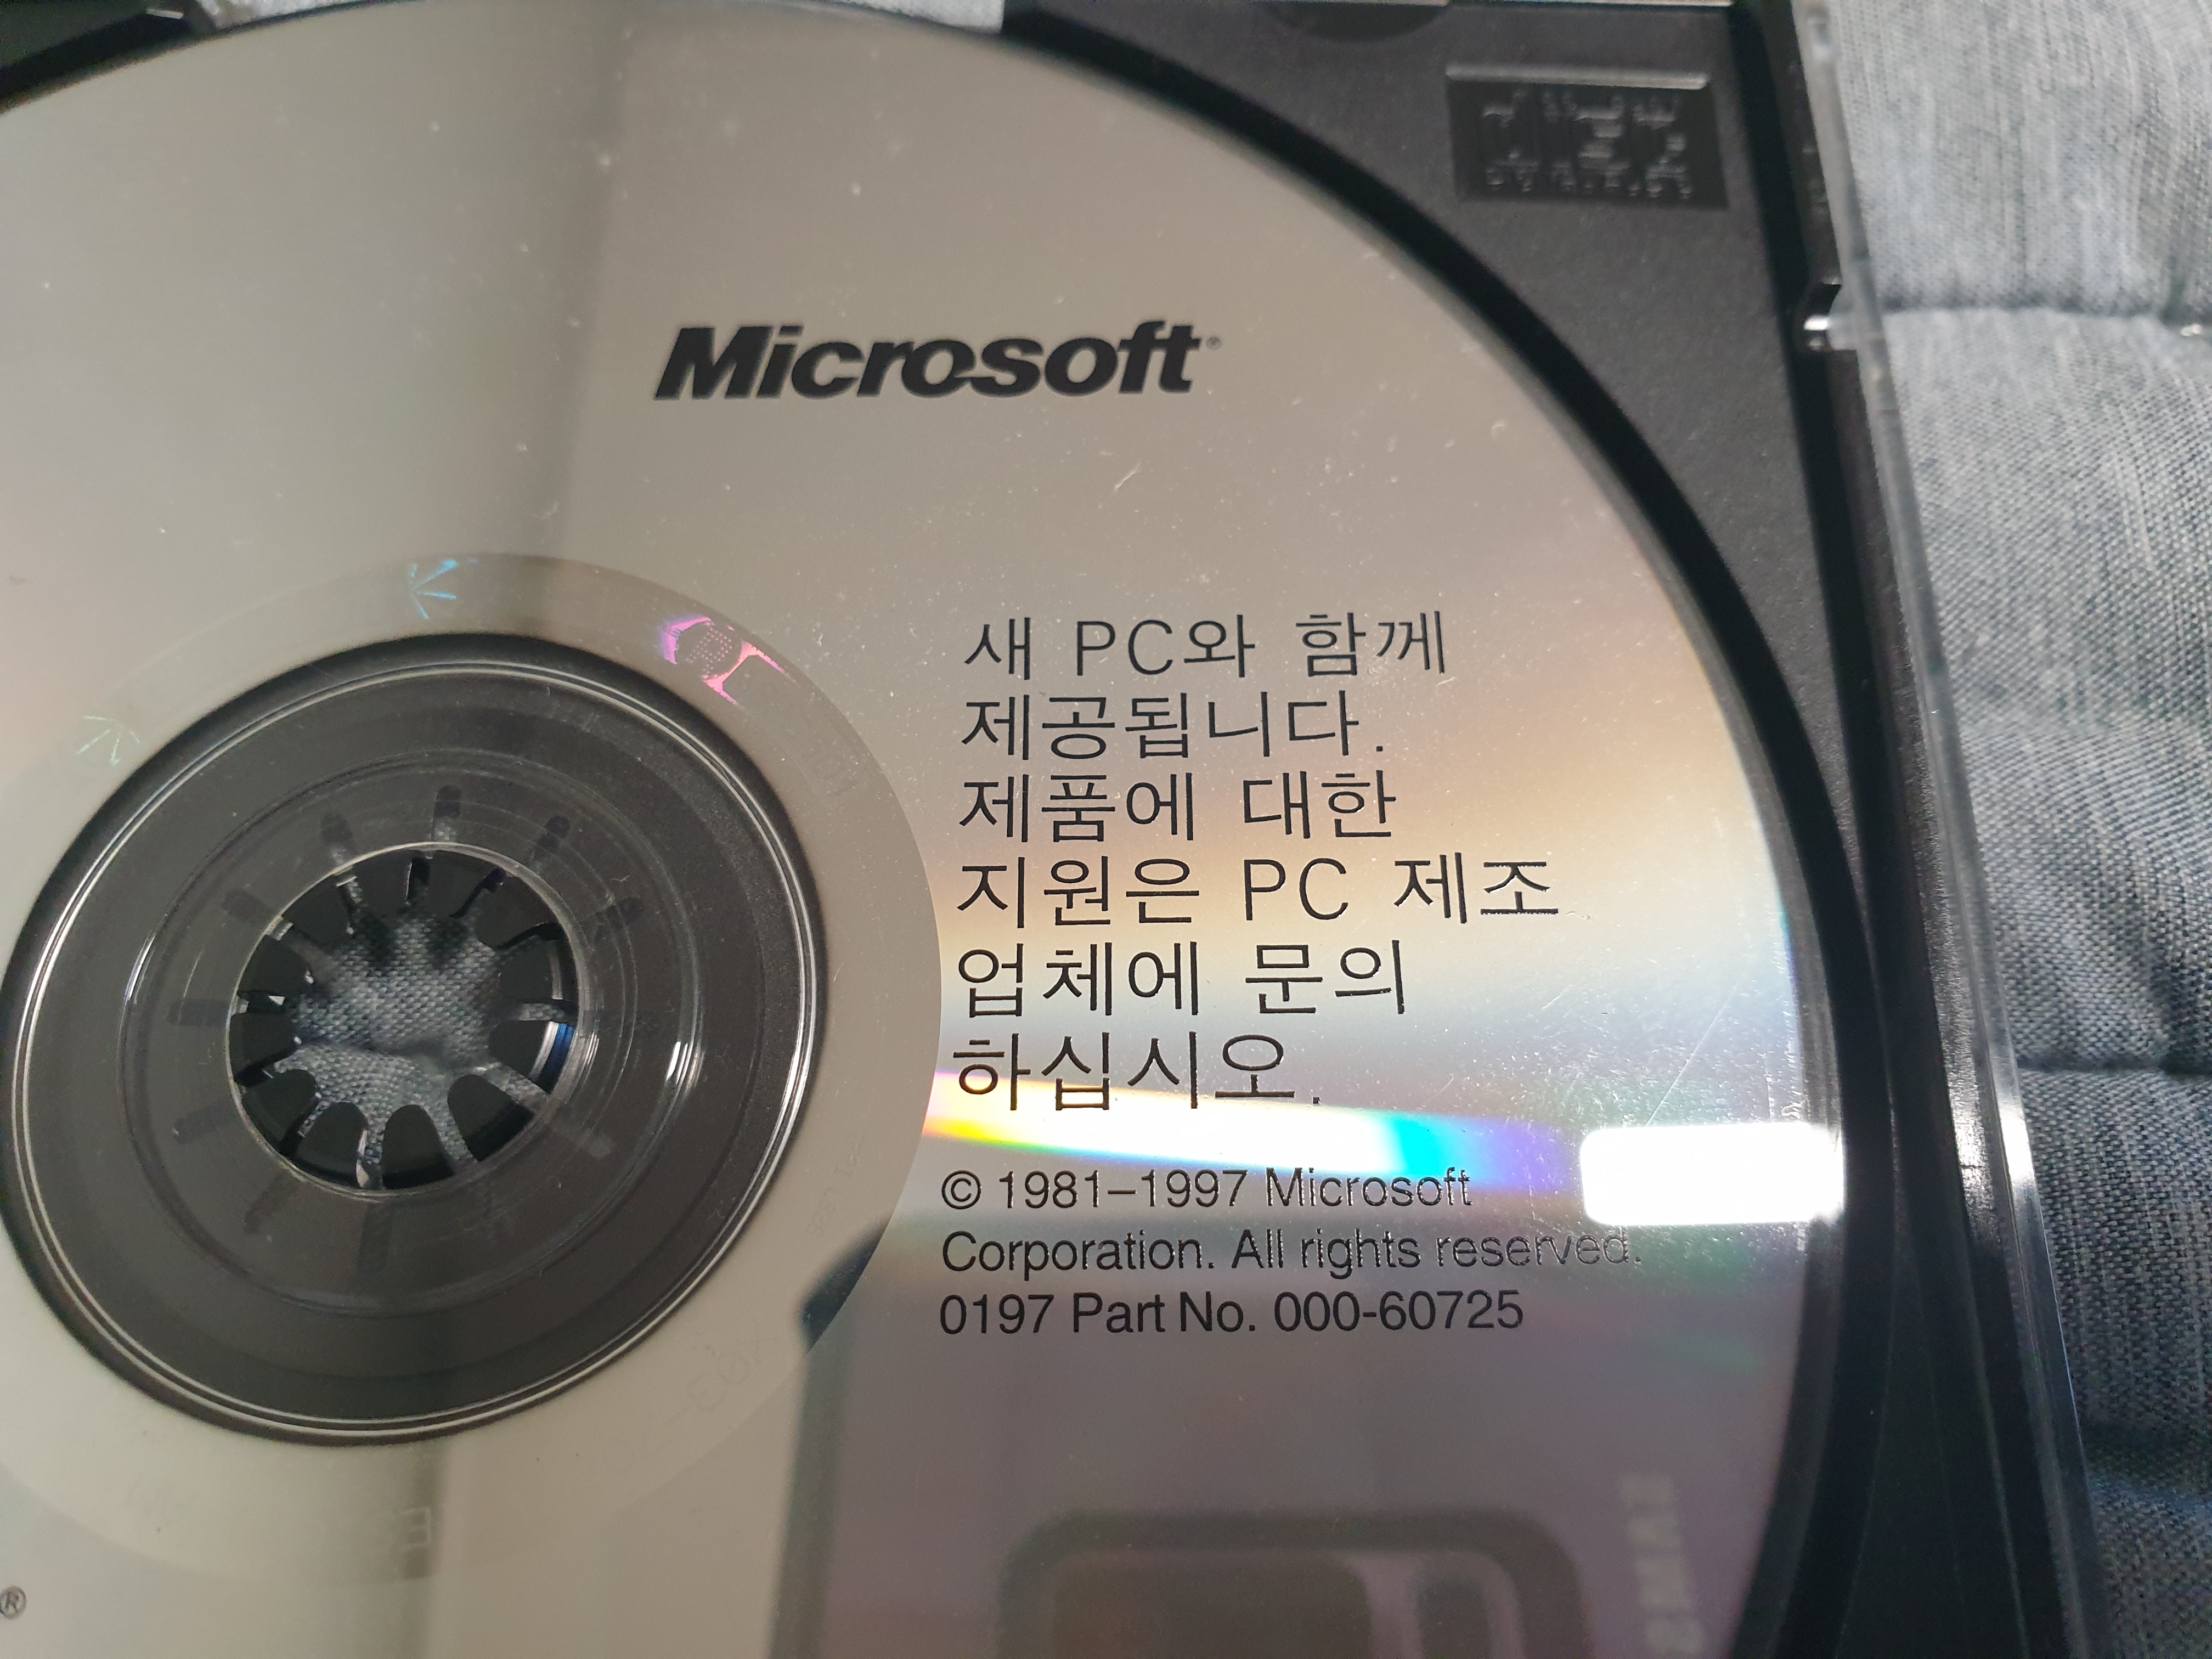 Microsoft®
새 PC와 함께
제공됩니다.
제품에 대한
지원은 PC 제조
업체에 문의
하십시오.
© 1981–1997 Microsoft
Corporation. All rights reserved.
0197 Part No. 000-60725
®